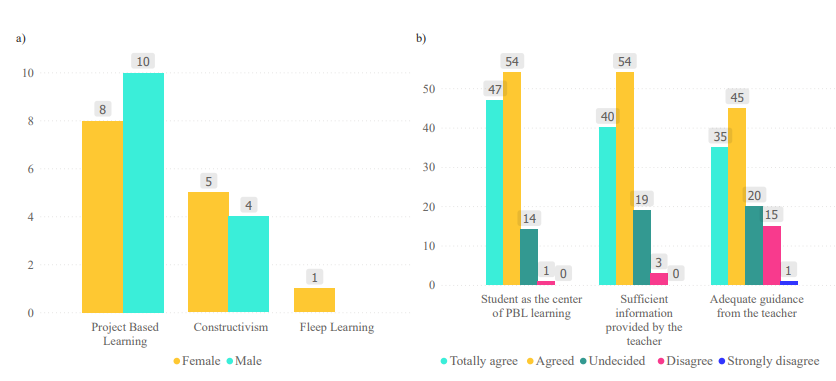 a)
10
8
6
4
2
0
8
10
5
4
1
Project Based
Learning
Constructivism
Fleep Learning
Female Male
b)
50
40
30
20
10
0
47
54
14
1
0
40
54
19
3
0
35
45
20
15
1
Student as the center
of PBL learning
Sufficient
information
provided by the
teacher
Adequate guidance
from the teacher
Totally agree Agreed Undecided Disagree Strongly disagree